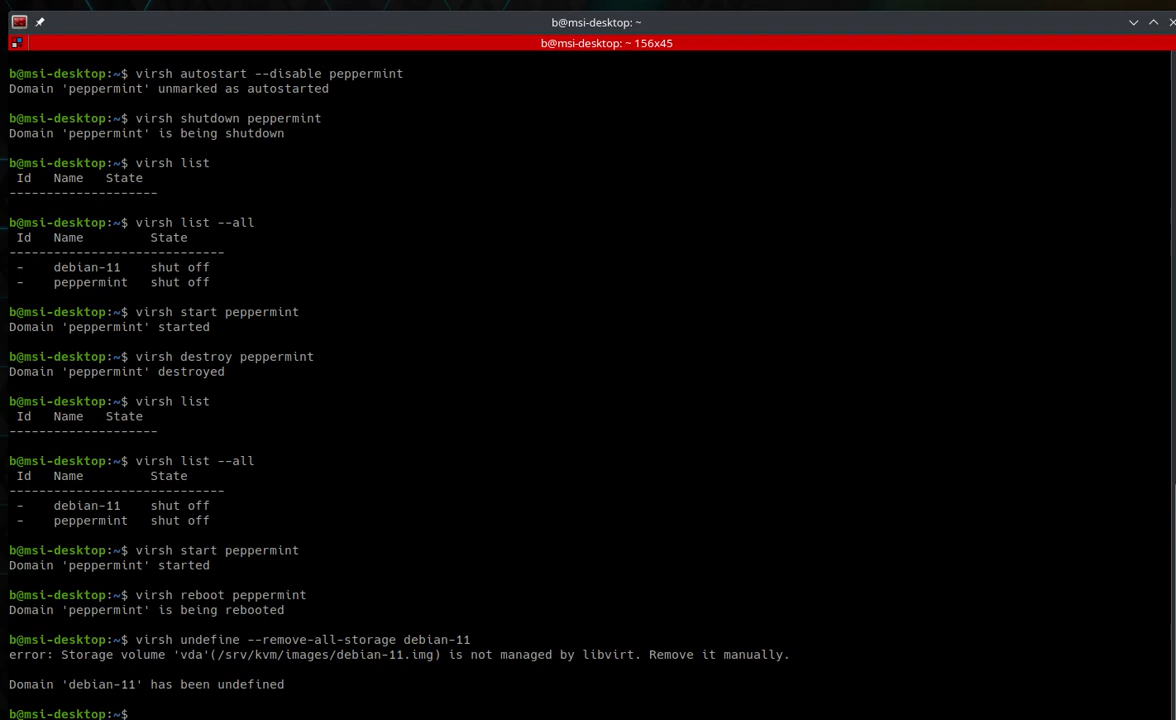 b@msi-desktop: ~
b@msi-desktop: ~ 156x45
b@msi-desktop:~$ virsh autostart --disable peppermint
Domain 'peppermint' unmarked as autostarted
b@msi-desktop:~$ virsh shutdown peppermint
Domain 'peppermint' is being shutdown
b@msi-desktop:~$ virsh list
 Id   Name   State
--------------------
b@msi-desktop:~$ virsh list --all
 Id   Name         State
-----------------------------
 -    debian-11    shut off
 -    peppermint   shut off
b@msi-desktop:~$ virsh start peppermint
Domain 'peppermint' started
b@msi-desktop:~$ virsh destroy peppermint
Domain 'peppermint' destroyed
b@msi-desktop:~$ virsh list
 Id   Name   State
--------------------
b@msi-desktop:~$ virsh list --all
 Id   Name         State
-----------------------------
 -    debian-11    shut off
 -    peppermint   shut off
b@msi-desktop:~$ virsh start peppermint
Domain 'peppermint' started
b@msi-desktop:~$ virsh reboot peppermint
Domain 'peppermint' is being rebooted
b@msi-desktop:~$ virsh undefine --remove-all-storage debian-11
error: Storage volume 'vda'(/srv/kvm/images/debian-11.img) is not managed by libvirt. Remove it manually.
Domain 'debian-11' has been undefined
b@msi-desktop:~$